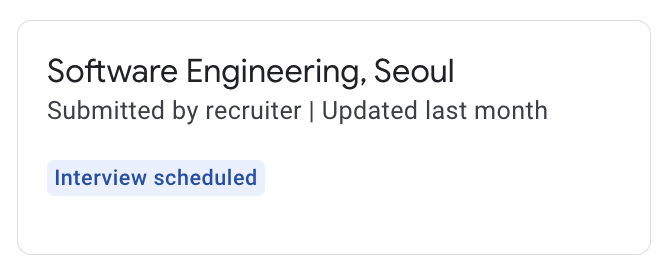 Software Engineering, Seoul
Submitted by recruiter | Updated last month
Interview scheduled